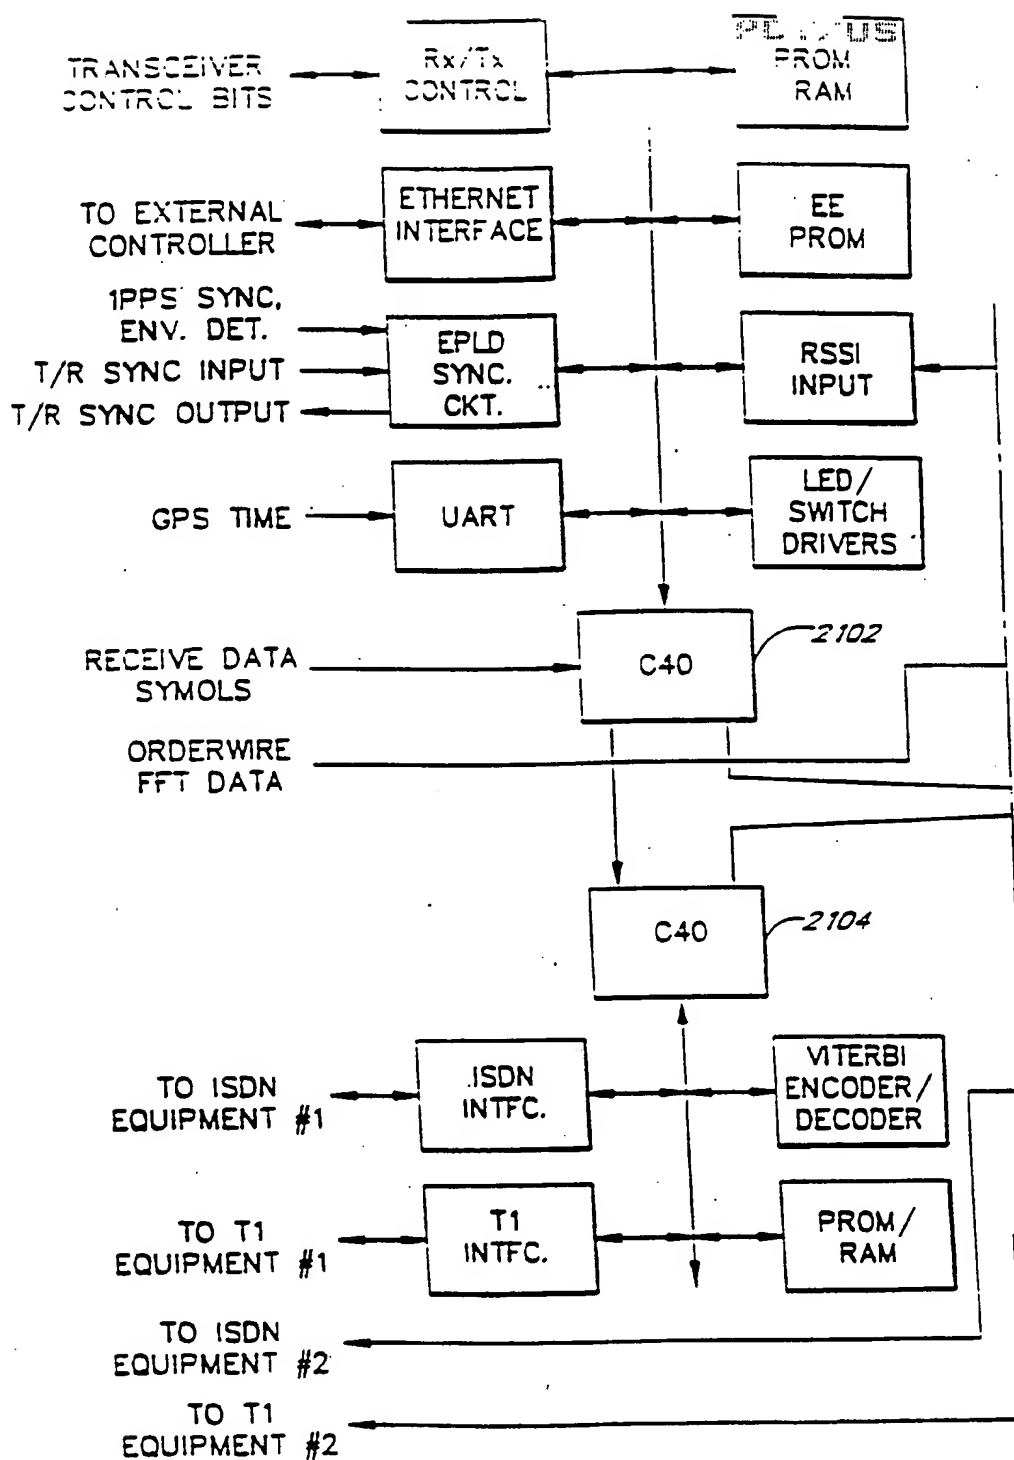 TRANSCEIVER
CONTROL BITS
Rx/Tx
CONTROL
PROM
RAM
TO EXTERNAL
CONTROLLER
ETHERNET
INTERFACE
EE
PROM
1PPS SYNC,
ENV. DET.
T/R SYNC INPUT
T/R SYNC OUTPUT
EPLD
SYNC.
CKT.
RSSI
INPUT
GPS TIME
UART
LED/
SWITCH
DRIVERS
RECEIVE DATA
SYMOLS
C40
2102
ORDERWIRE
FFT DATA
C40
2104
TO ISDN
EQUIPMENT #1
ISDN
INTFC.
VITERBI
ENCODER/
DECODER
TO T1
EQUIPMENT #1
T1
INTFC.
PROM/
RAM
TO ISDN
EQUIPMENT #2
TO T1
EQUIPMENT #2